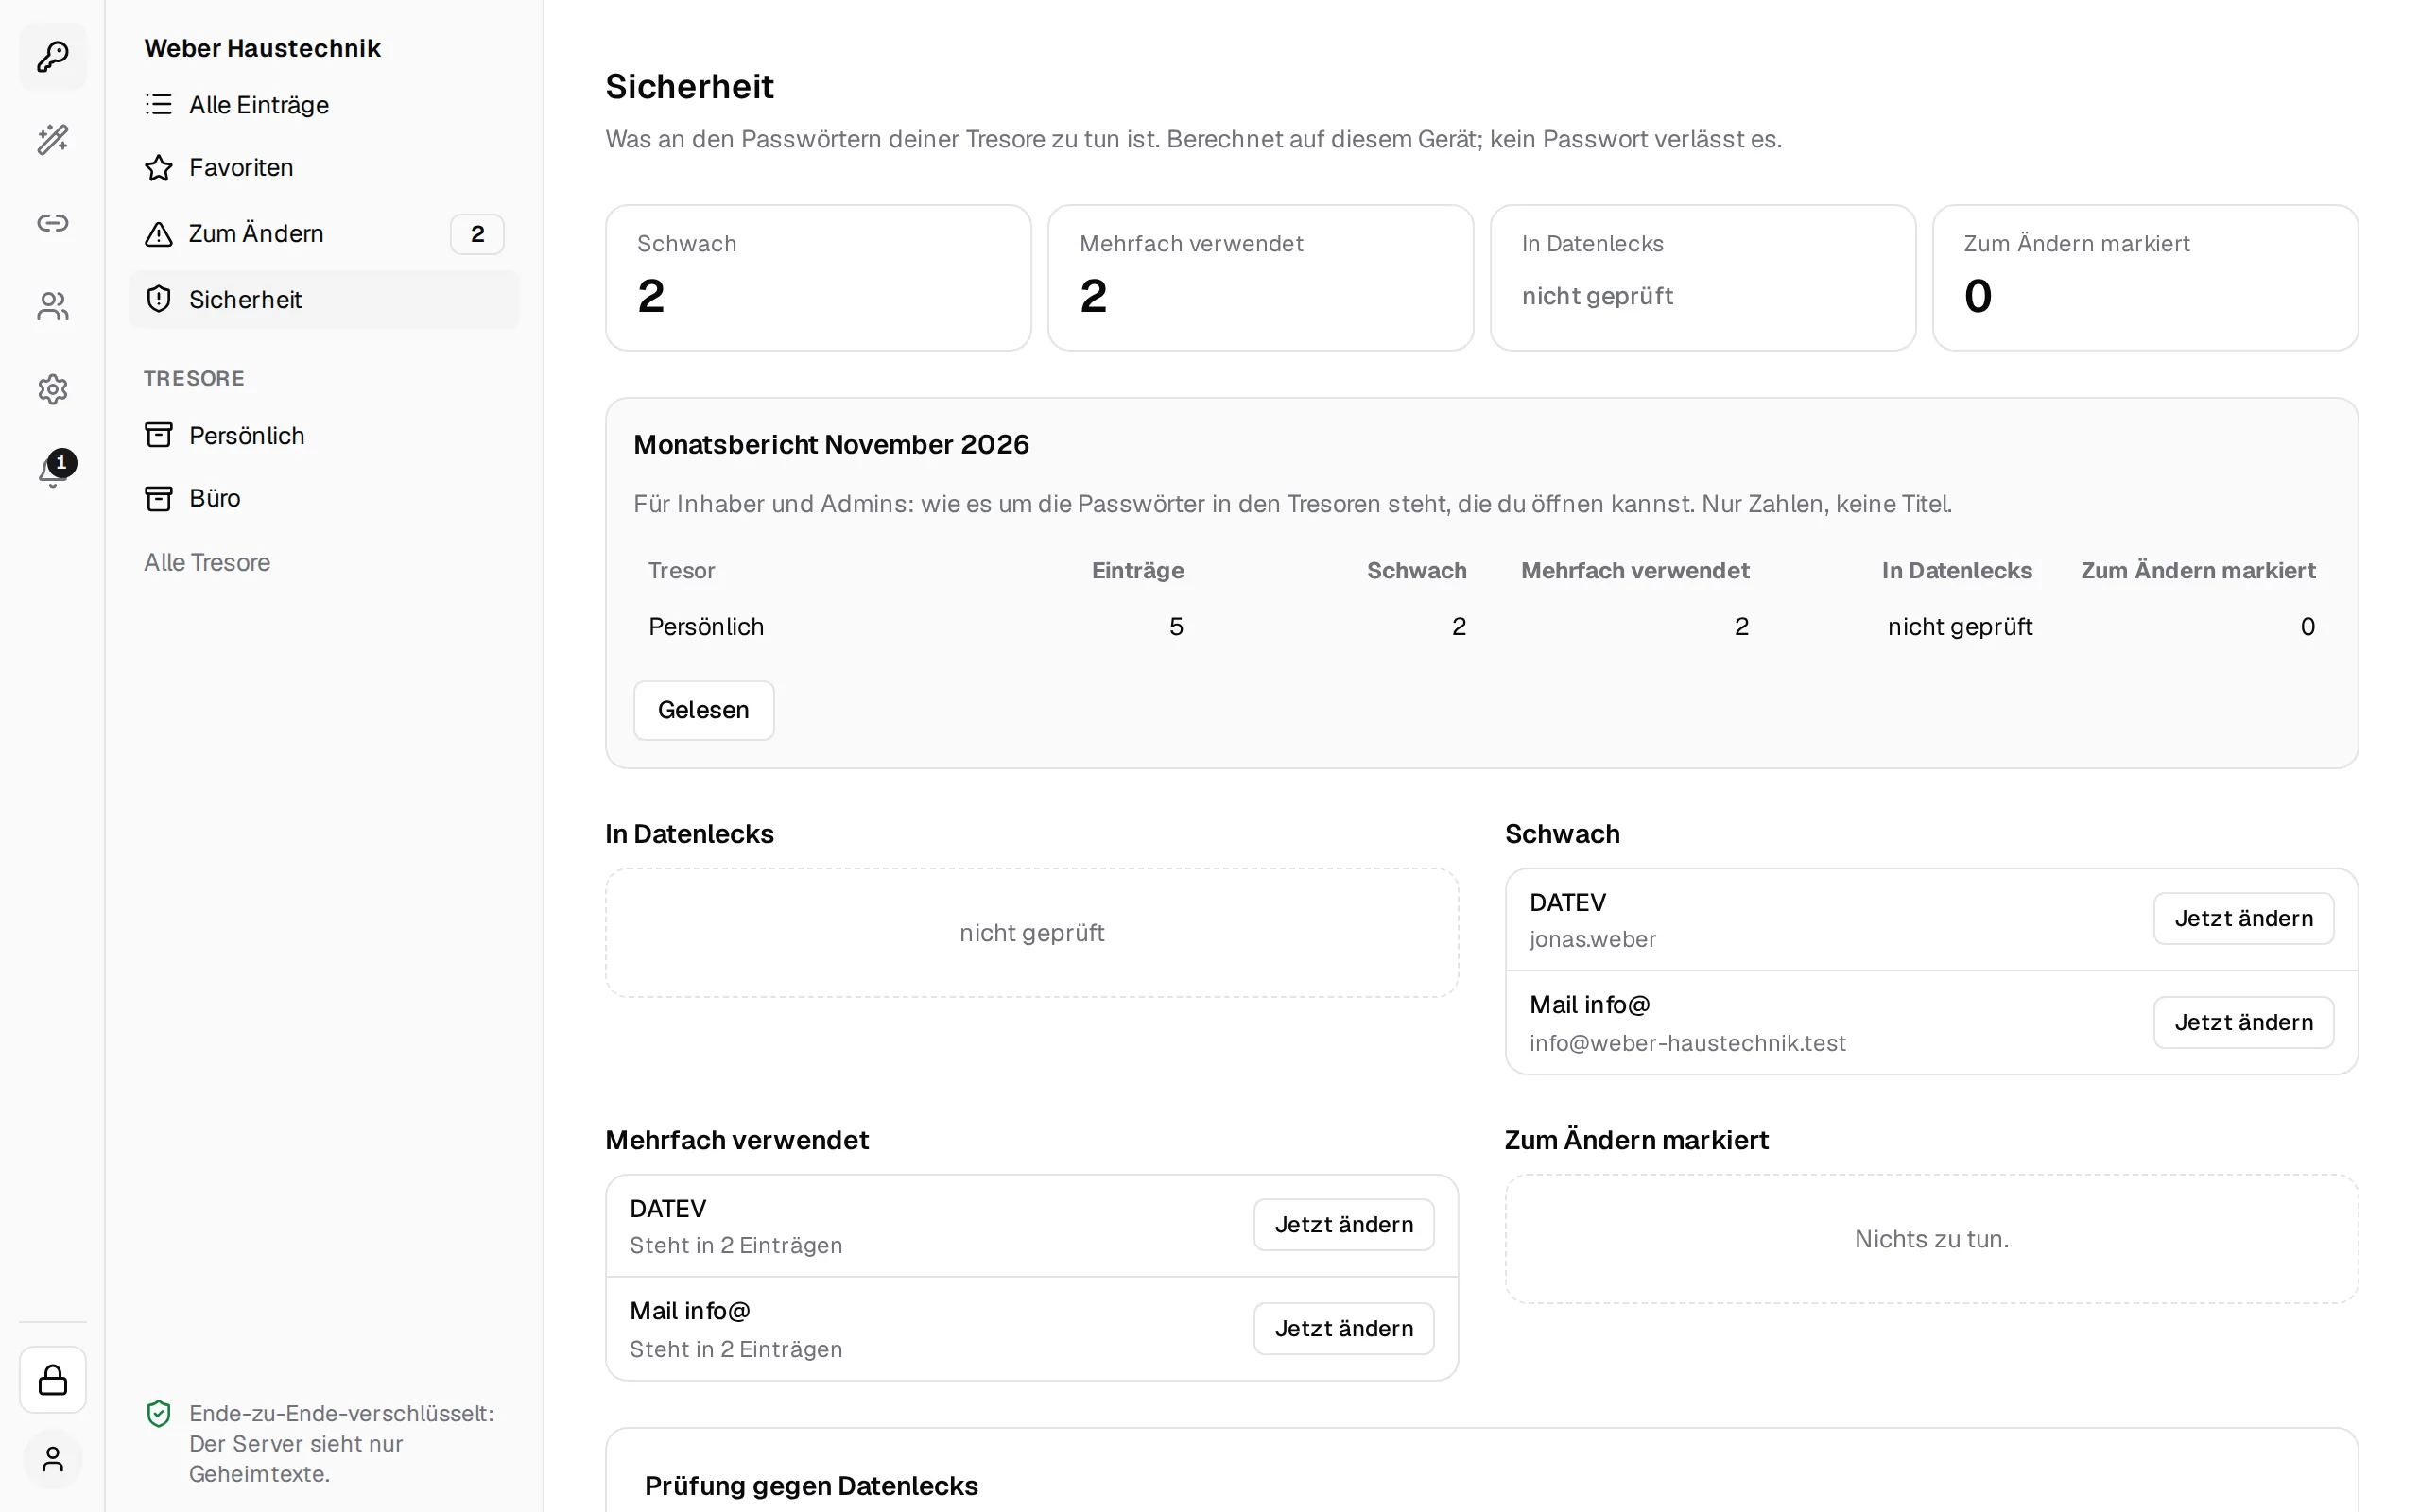 Weber Haustechnik
Alle Einträge
Favoriten
Zum Ändern 2
Sicherheit
TRESORE
Persönlich
Büro
Alle Tresore
1
Ende-zu-Ende-verschlüsselt:
Der Server sieht nur
Geheimtexte.
Sicherheit
Was an den Passwörtern deiner Tresore zu tun ist. Berechnet auf diesem Gerät; kein Passwort verlässt es.
Schwach
2
Mehrfach verwendet
2
In Datenlecks
nicht geprüft
Zum Ändern markiert
0
Monatsbericht November 2026
Für Inhaber und Admins: wie es um die Passwörter in den Tresoren steht, die du öffnen kannst. Nur Zahlen, keine Titel.
Tresor Einträge Schwach Mehrfach verwendet In Datenlecks Zum Ändern markiert
Persönlich 5 2 2 nicht geprüft 0
Gelesen
In Datenlecks
nicht geprüft
Schwach
DATEV
jonas.weber
Jetzt ändern
Mail info@
info@weber-haustechnik.test
Jetzt ändern
Mehrfach verwendet
DATEV
Steht in 2 Einträgen
Jetzt ändern
Mail info@
Steht in 2 Einträgen
Jetzt ändern
Zum Ändern markiert
Nichts zu tun.
Prüfung gegen Datenlecks